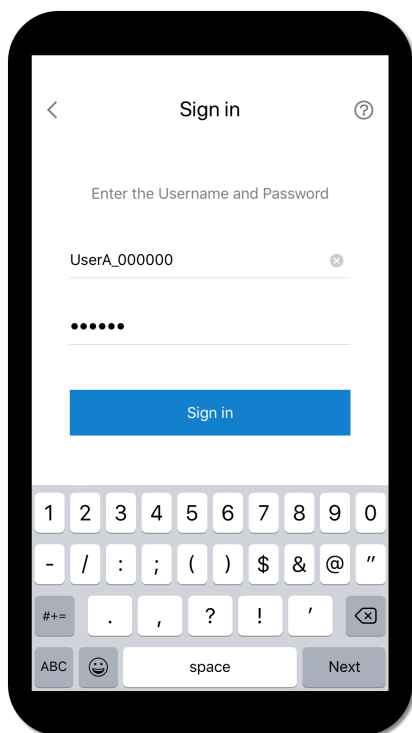 Sign in
?
Enter the Username and Password
UserA_000000
••••••
Sign in
1 2 3 4 5 6 7 8 9 0
- / : ; ( ) $ & @ "
#+= . , ? ! '
ABC space Next